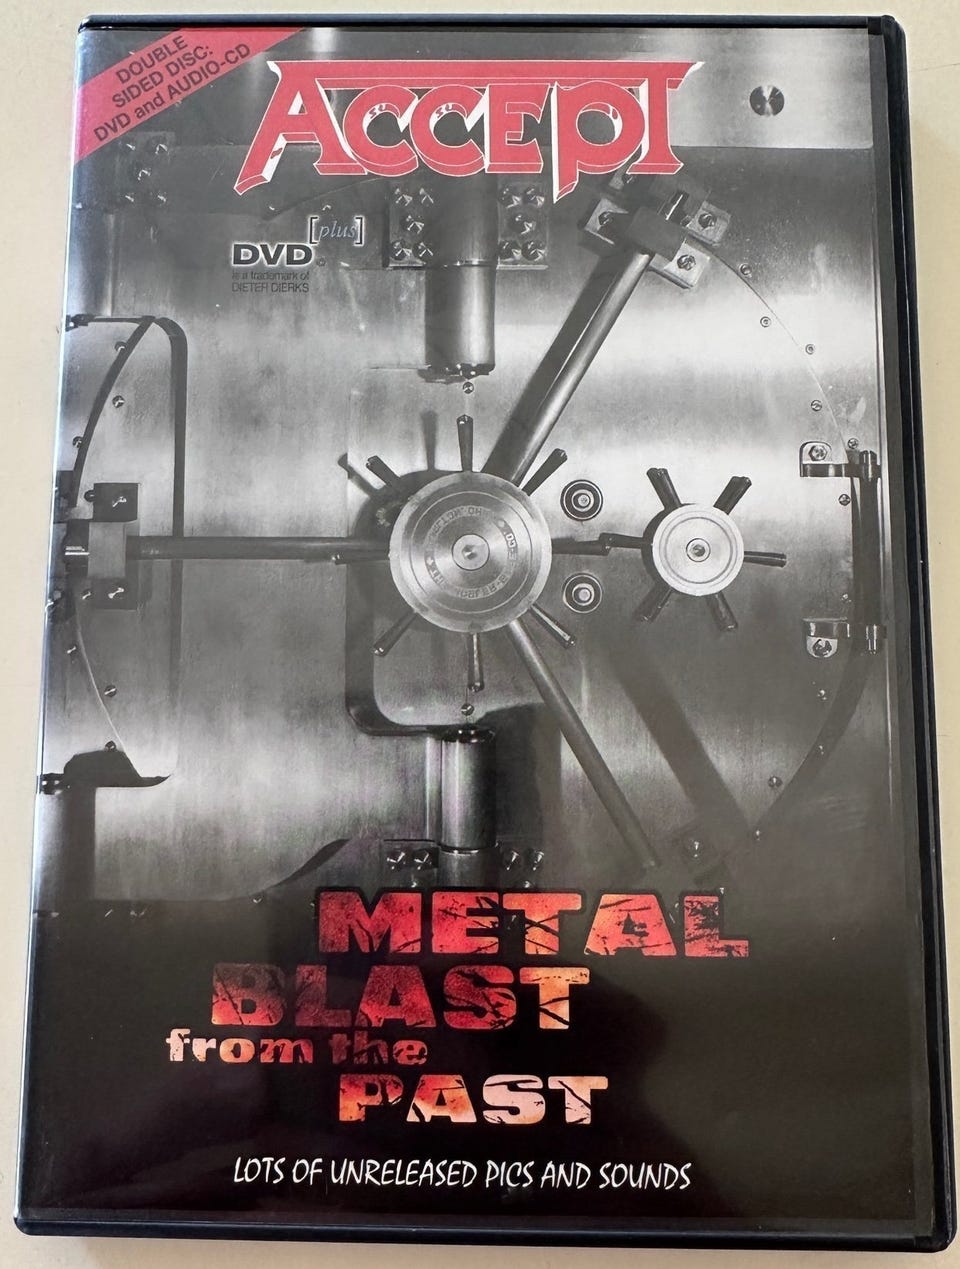 DOUBLE
SIDED DISC:
DVD and AUDIO-CD
ACCEPT
[plus]
DVD
is a trademark of
DIETER DIERKS
METAL
BLAST
from the
PAST
LOTS OF UNRELEASED PICS AND SOUNDS